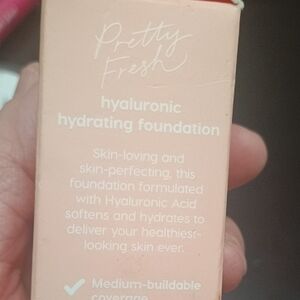 Pretty
Fresh
hyaluronic
hydrating foundation
Skin-loving and
skin-perfecting, this
foundation formulated
with Hyaluronic Acid
softens and hydrates to
deliver your healthiest-
looking skin ever.
Medium-buildable
coverage